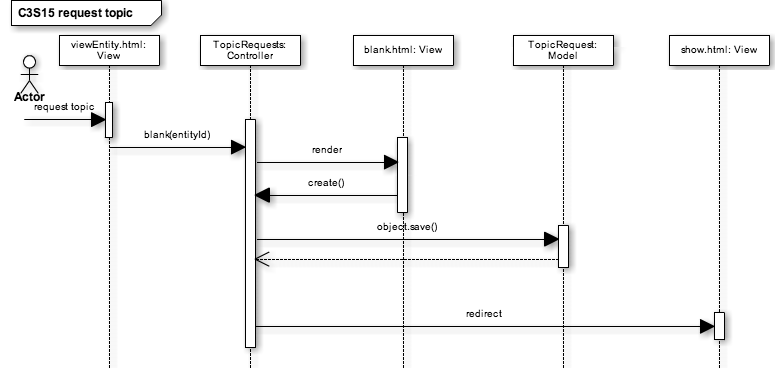 C3S15 request topic
viewEntity.html:
View
TopicRequests:
Controller
blank.html: View
TopicRequest:
Model
show.html: View
Actor
request topic
blank(entityId)
render
create()
object.save()
redirect